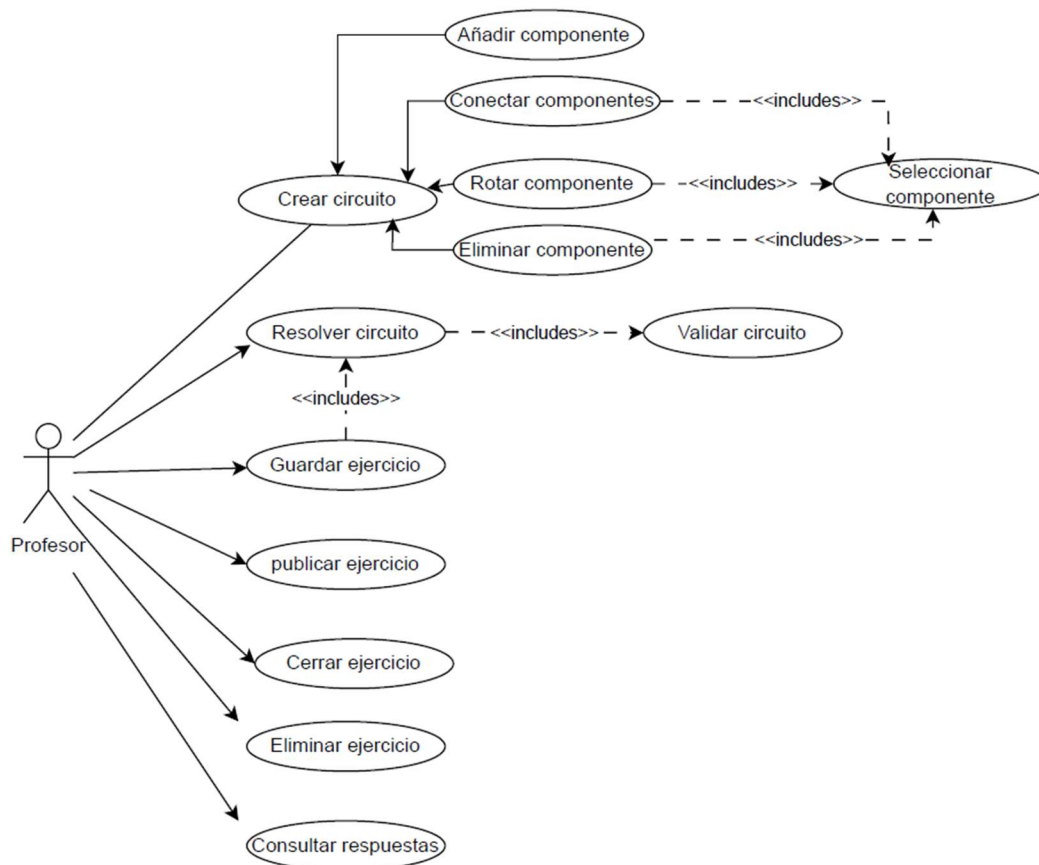 Añadir componente
Conectar componentes
<<includes>>
Rotar componente
<<includes>>
Seleccionar
componente
Crear circuito
Eliminar componente
<<includes>>
Resolver circuito
<<includes>>
Validar circuito
<<includes>>
Guardar ejercicio
Profesor
publicar ejercicio
Cerrar ejercicio
Eliminar ejercicio
Consultar respuestas